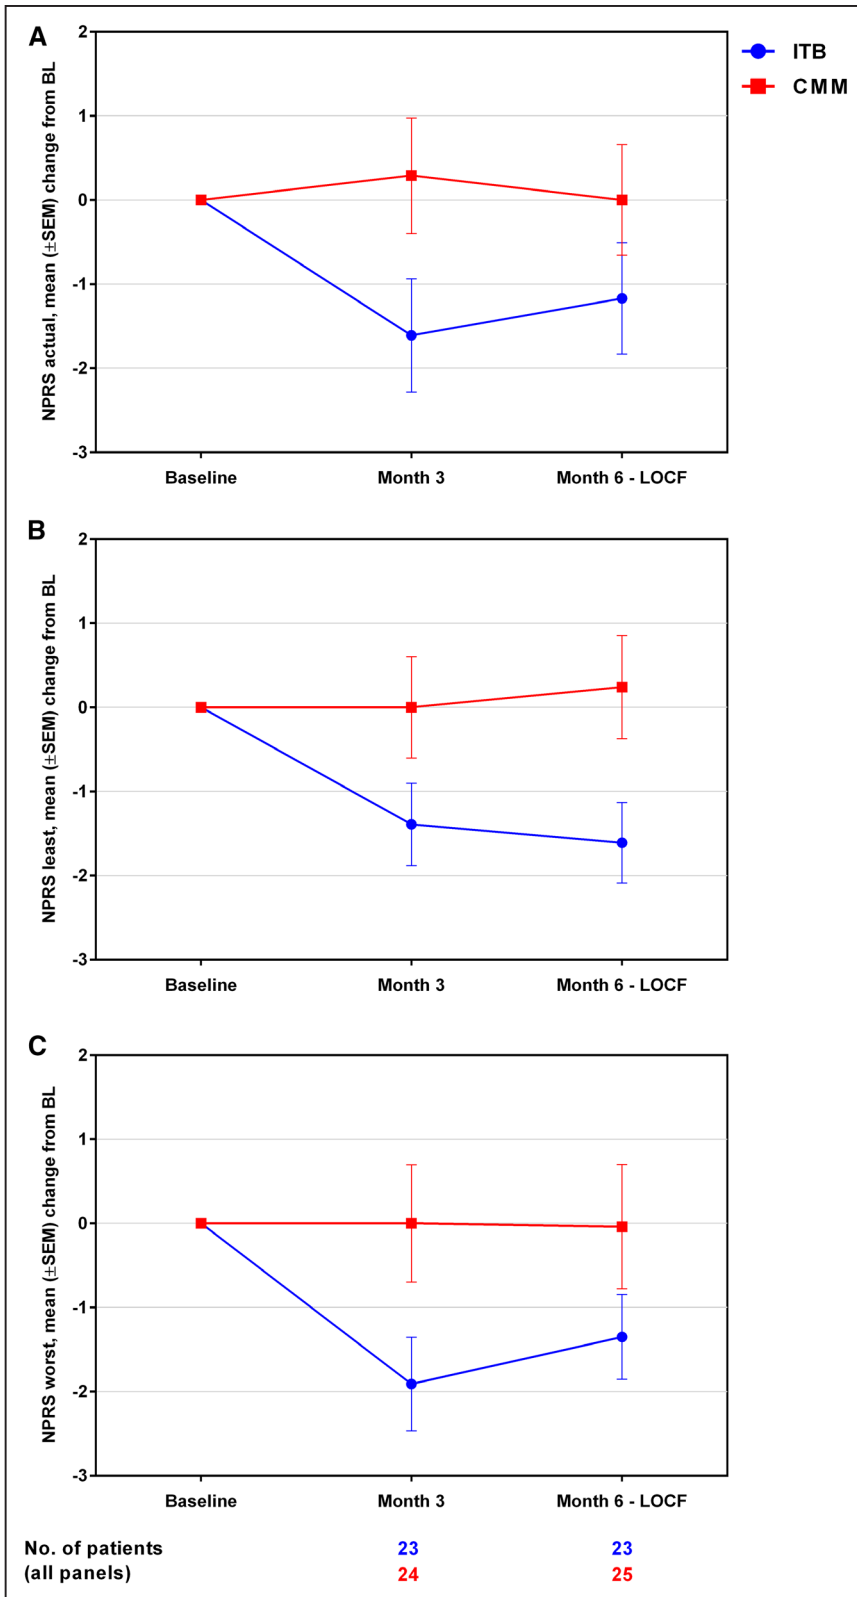 A
ITB
CMM
NPRS actual, mean (±SEM) change from BL
2
1
0
-1
-2
-3
Baseline Month 3 Month 6 - LOCF
B
NPRS least, mean (±SEM) change from BL
2
1
0
-1
-2
-3
Baseline Month 3 Month 6 - LOCF
C
NPRS worst, mean (±SEM) change from BL
2
1
0
-1
-2
-3
Baseline Month 3 Month 6 - LOCF
No. of patients 23 23
(all panels) 24 25